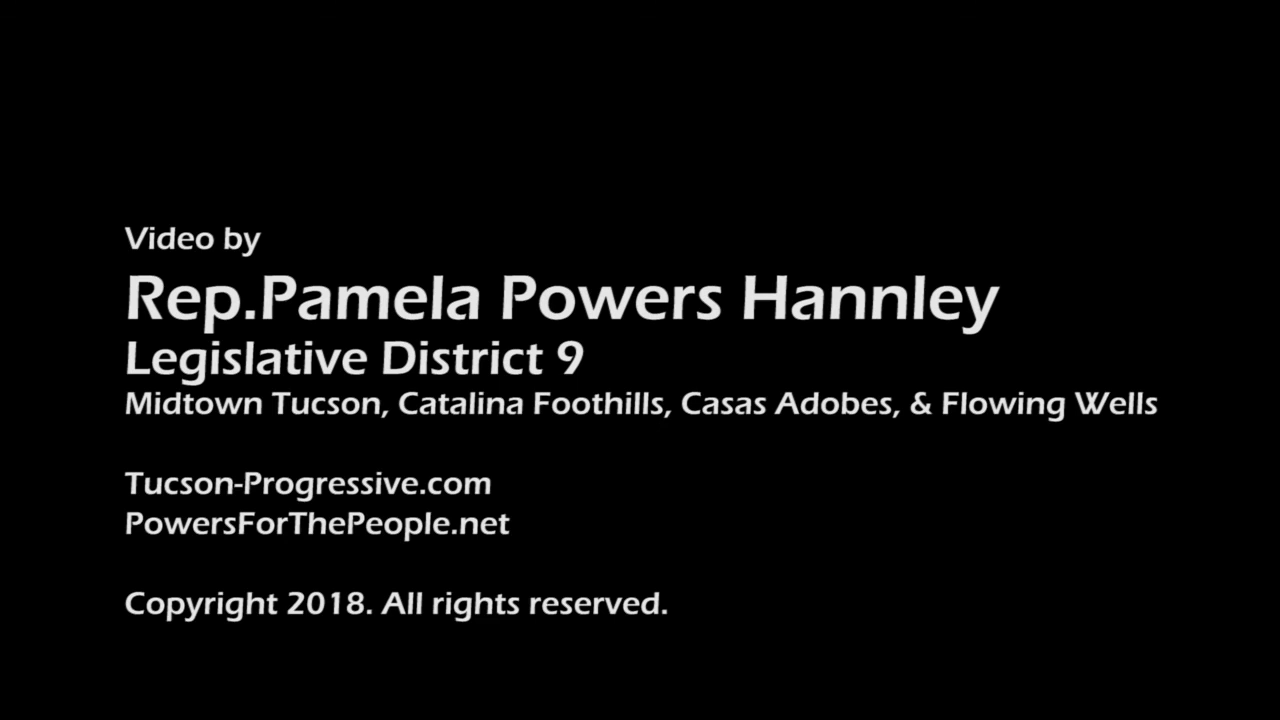 Video by
Rep.Pamela Powers Hannley
Legislative District 9
Midtown Tucson, Catalina Foothills, Casas Adobes, & Flowing Wells
Tucson-Progressive.com
PowersForThePeople.net
Copyright 2018. All rights reserved.